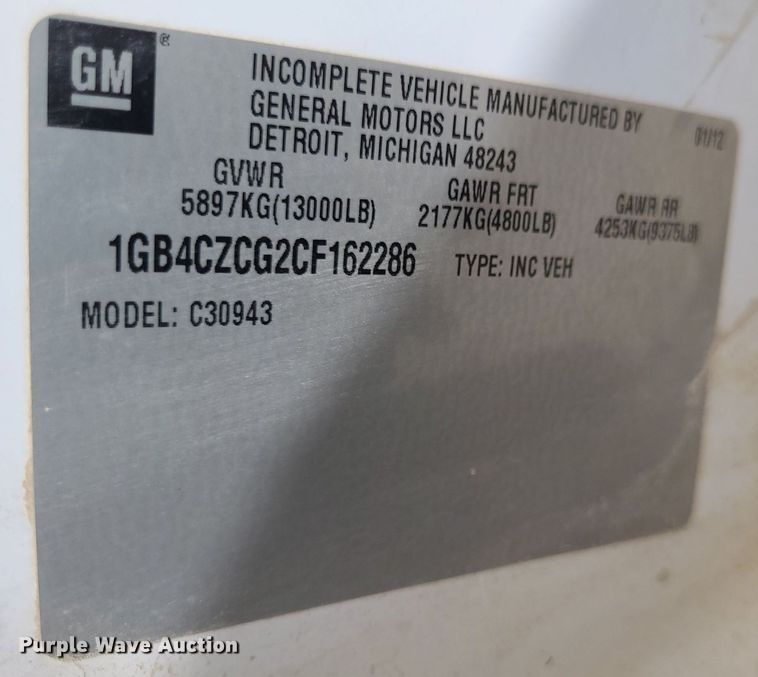 GM
®
INCOMPLETE VEHICLE MANUFACTURED BY
GENERAL MOTORS LLC
01/12
DETROIT, MICHIGAN 48243
GVWR GAWR FRT GAWR RR
5897KG(13000LB) 2177KG(4800LB) 4253KG(9375LB)
1GB4CZCG2CF162286 TYPE: INC VEH
MODEL: C30943
Purple Wave Auction